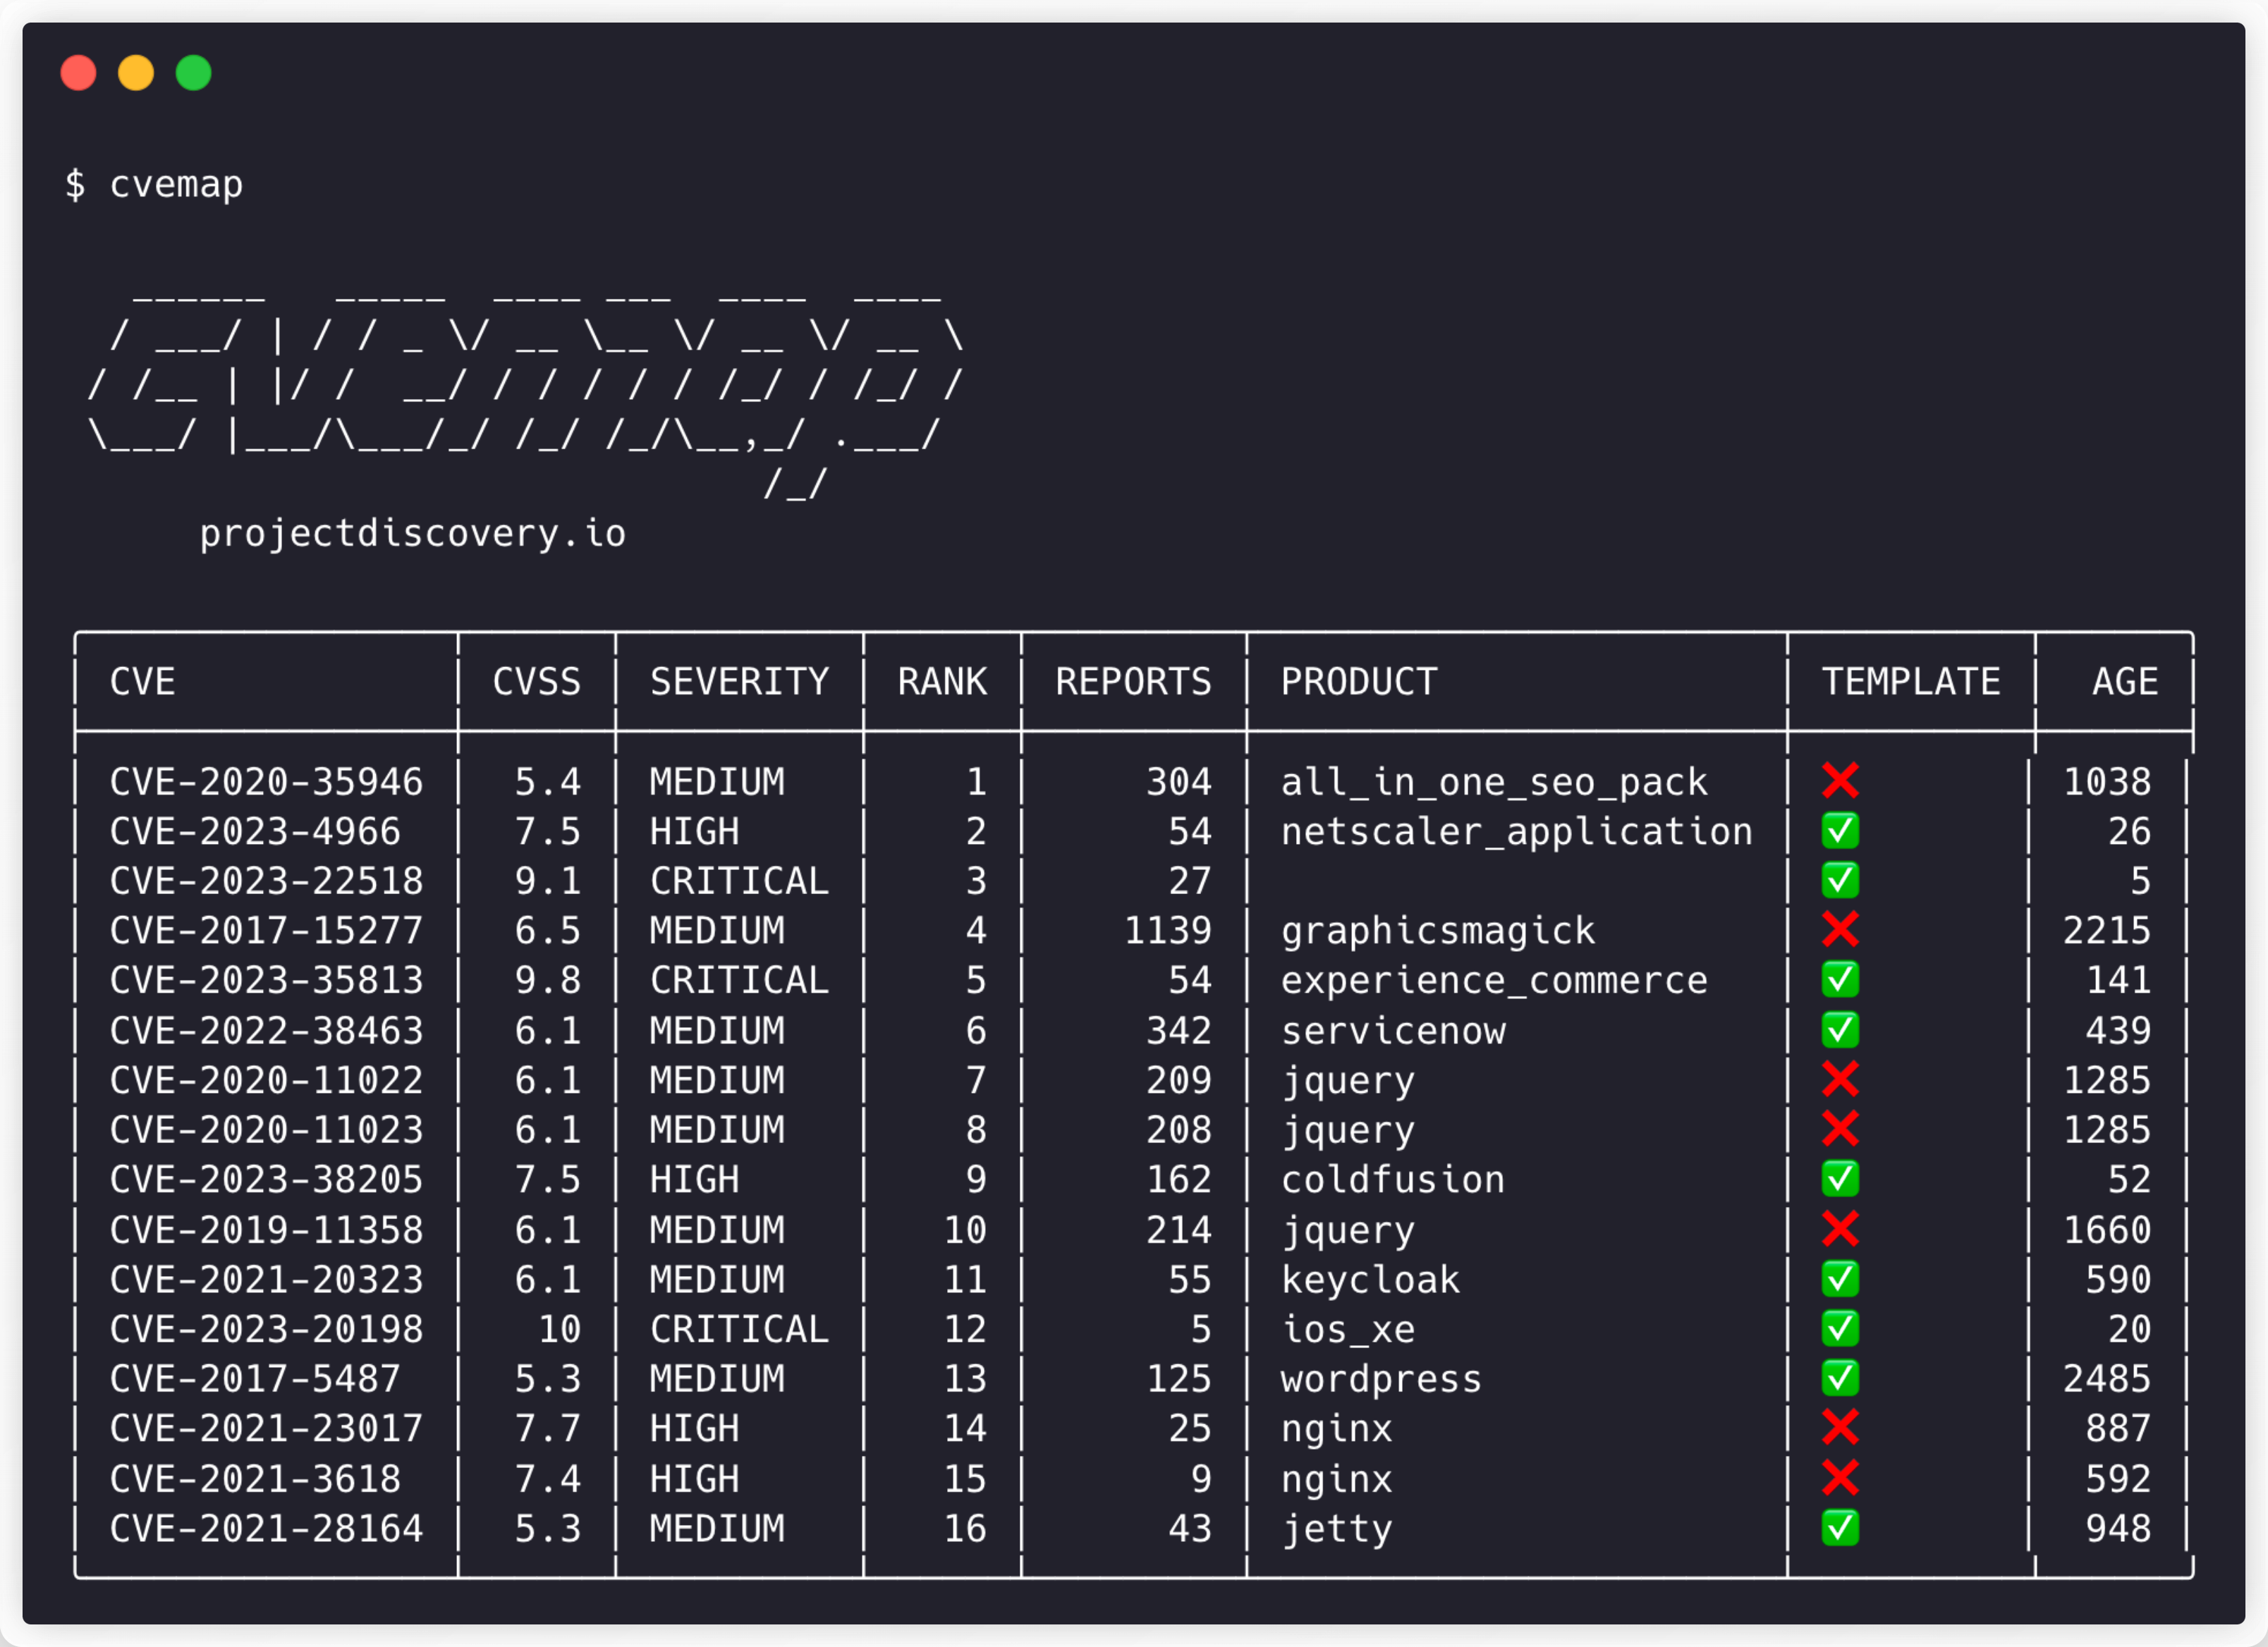 $ cvemap
   ______   _____  ____ ___  ____  ____
  / ___/ | / / _ \/ __ \__ \/ __ \/ __ \
 / /__ | |/ /  __/ / / / / / /_/ / /_/ /
 \___/ |___/\___/_/ /_/ /_/\__,_/ .___/
                               /_/
projectdiscovery.io
CVE CVSS SEVERITY RANK REPORTS PRODUCT TEMPLATE AGE
CVE-2020-35946 5.4 MEDIUM 1 304 all_in_one_seo_pack ❌ 1038
CVE-2023-4966 7.5 HIGH 2 54 netscaler_application ✅ 26
CVE-2023-22518 9.1 CRITICAL 3 27 ✅ 5
CVE-2017-15277 6.5 MEDIUM 4 1139 graphicsmagick ❌ 2215
CVE-2023-35813 9.8 CRITICAL 5 54 experience_commerce ✅ 141
CVE-2022-38463 6.1 MEDIUM 6 342 servicenow ✅ 439
CVE-2020-11022 6.1 MEDIUM 7 209 jquery ❌ 1285
CVE-2020-11023 6.1 MEDIUM 8 208 jquery ❌ 1285
CVE-2023-38205 7.5 HIGH 9 162 coldfusion ✅ 52
CVE-2019-11358 6.1 MEDIUM 10 214 jquery ❌ 1660
CVE-2021-20323 6.1 MEDIUM 11 55 keycloak ✅ 590
CVE-2023-20198 10 CRITICAL 12 5 ios_xe ✅ 20
CVE-2017-5487 5.3 MEDIUM 13 125 wordpress ✅ 2485
CVE-2021-23017 7.7 HIGH 14 25 nginx ❌ 887
CVE-2021-3618 7.4 HIGH 15 9 nginx ❌ 592
CVE-2021-28164 5.3 MEDIUM 16 43 jetty ✅ 948